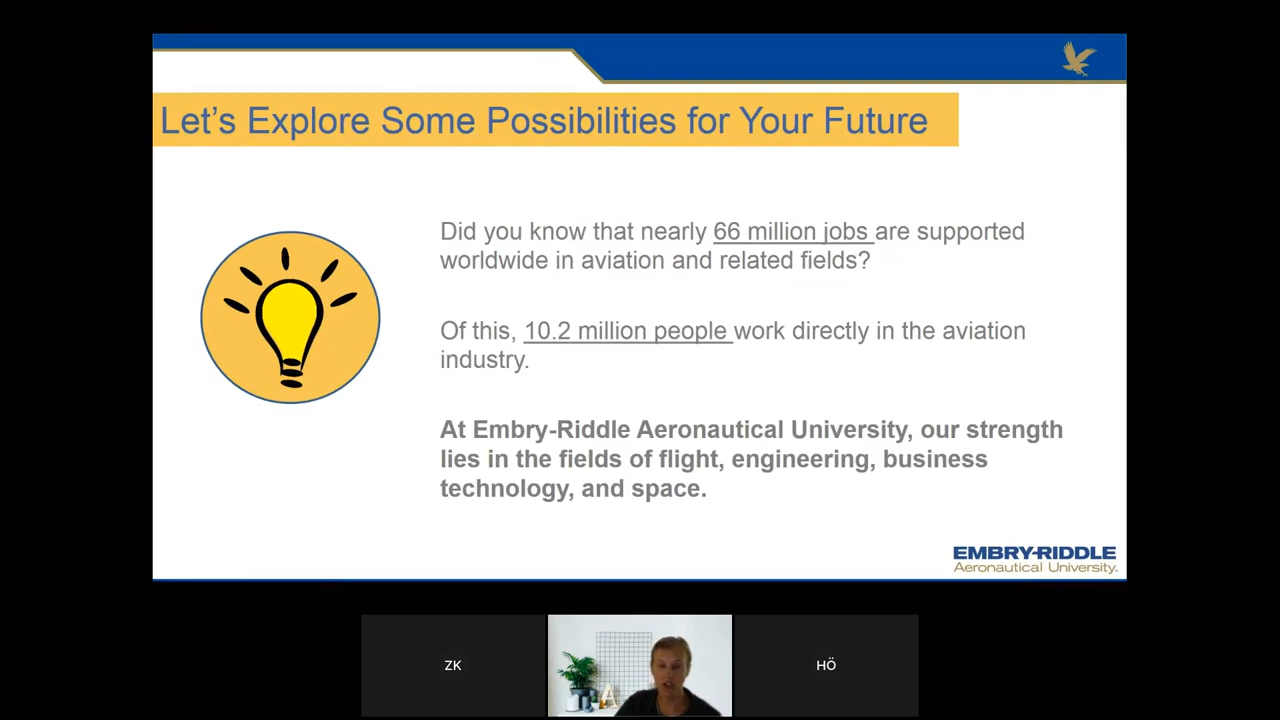 Let's Explore Some Possibilities for Your Future
Did you know that nearly 66 million jobs are supported
worldwide in aviation and related fields?
Of this, 10.2 million people work directly in the aviation
industry.
At Embry-Riddle Aeronautical University, our strength
lies in the fields of flight, engineering, business
technology, and space.
EMBRY-RIDDLE
Aeronautical University.
ZK
HÖ